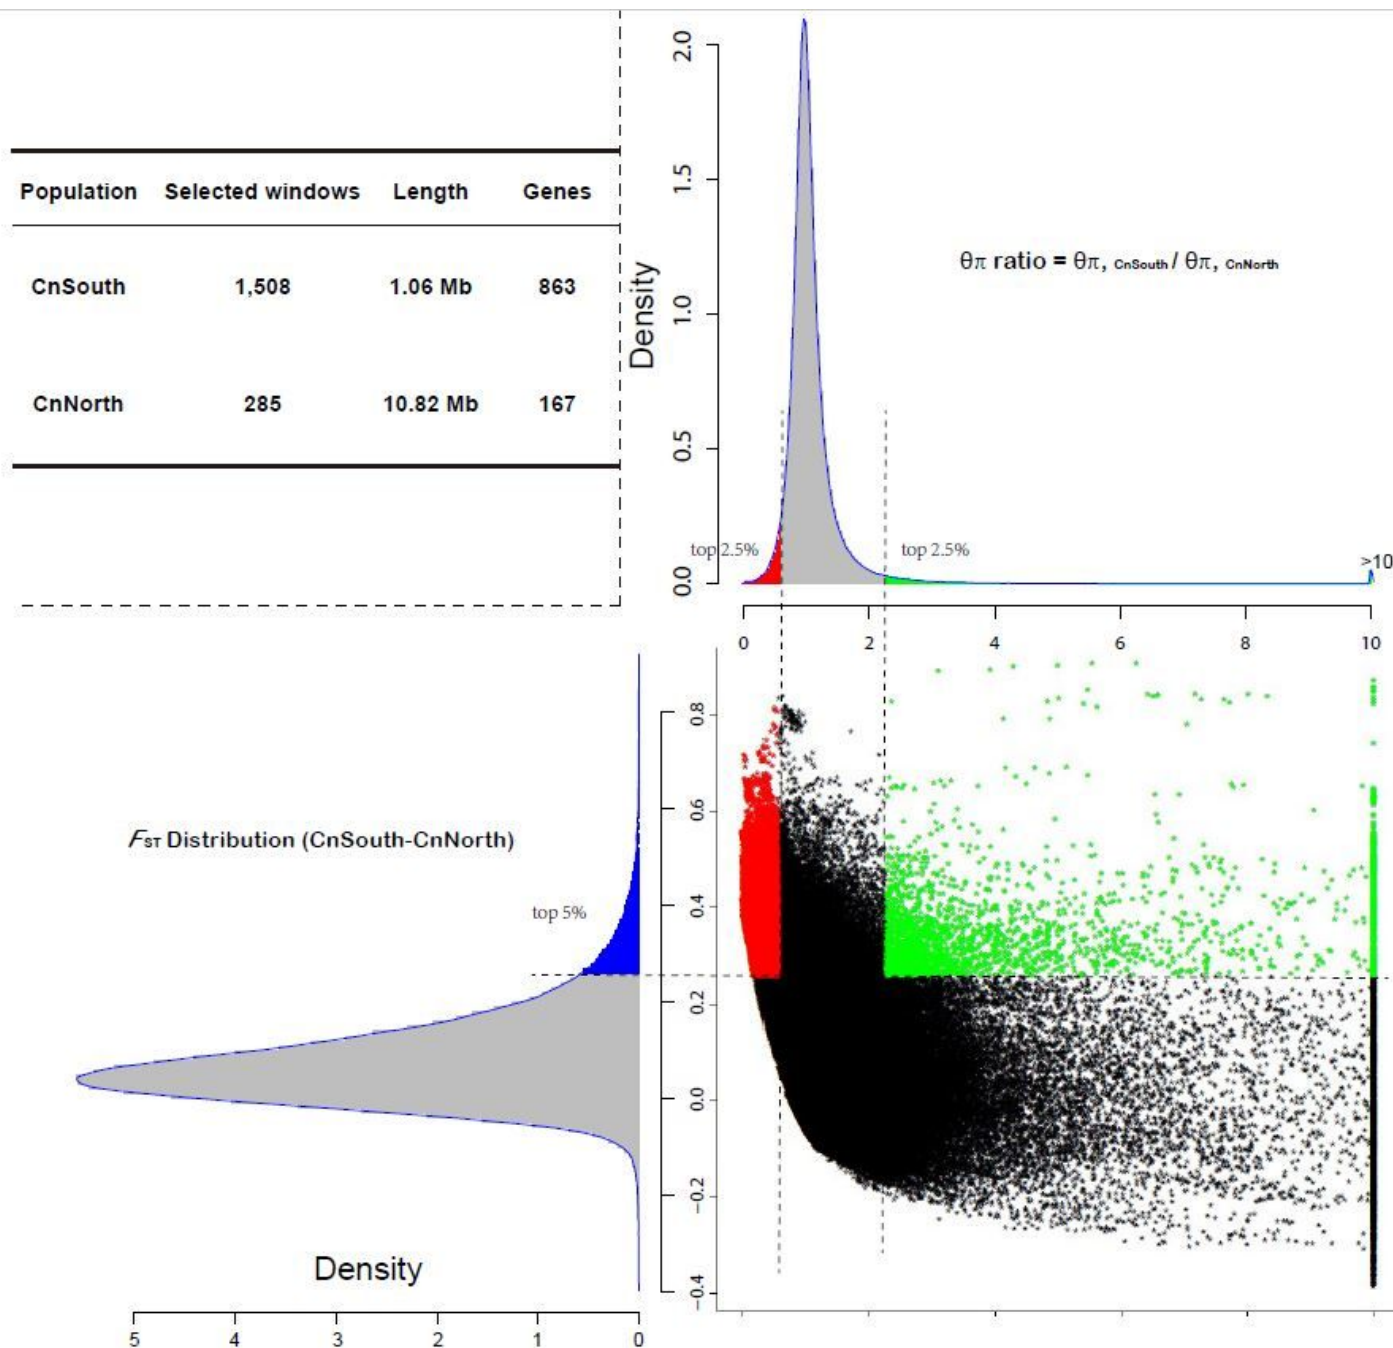 Population Selected windows Length Genes
CnSouth 1,508 1.06 Mb 863
CnNorth 285 10.82 Mb 167
Density
2.0
1.5
1.0
0.5
0.0
θπ ratio = θπ, CnSouth / θπ, CnNorth
top 2.5%
top 2.5%
>10
0 2 4 6 8 10
FST Distribution (CnSouth-CnNorth)
top 5%
0.8
0.6
0.4
0.2
0.0
−0.2
−0.4
Density
5 4 3 2 1 0